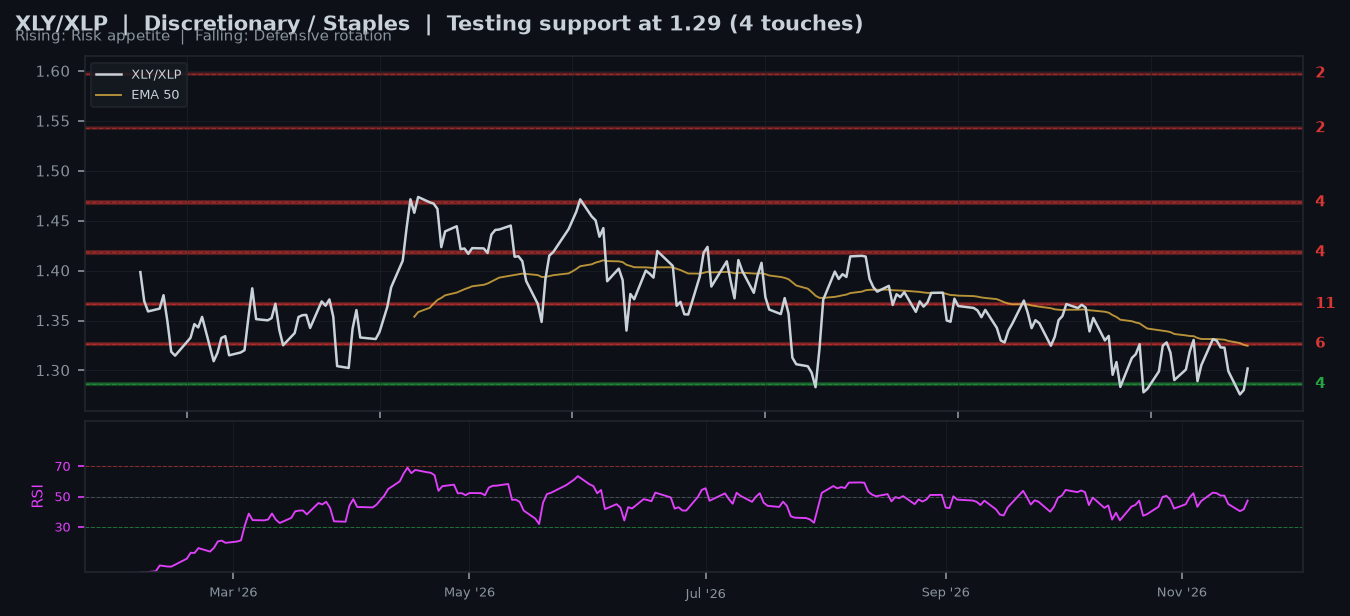 XLY/XLP | Discretionary / Staples | Testing support at 1.29 (4 touches)
Rising: Risk appetite | Falling: Defensive rotation
XLY/XLP
EMA 50
1.60
1.55
1.50
1.45
1.40
1.35
1.30
2
2
4
4
11
6
4
RSI
70
50
30
Mar '26
May '26
Jul '26
Sep '26
Nov '26